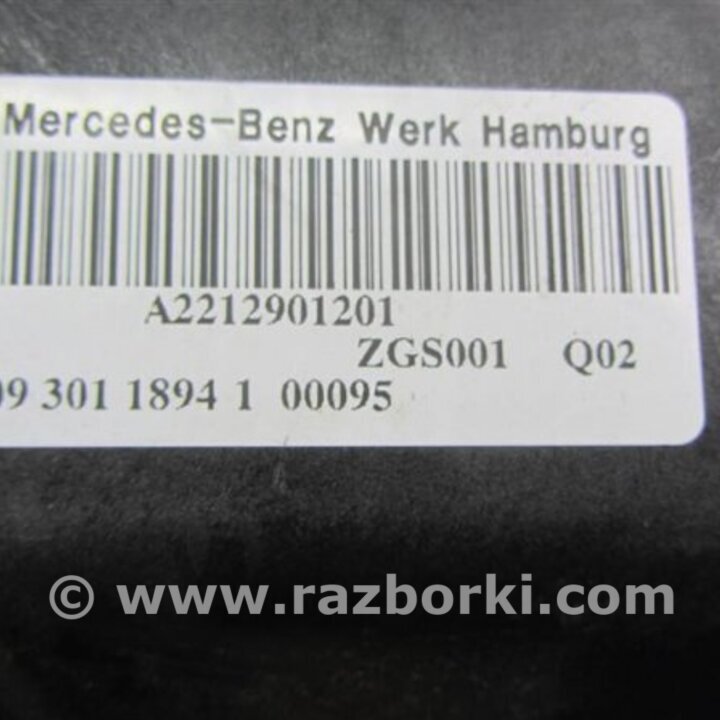 Mercedes-Benz Werk Hamburg
A2212901201
ZGS001 Q02
09 301 1894 1 00095
© www.razborki.com